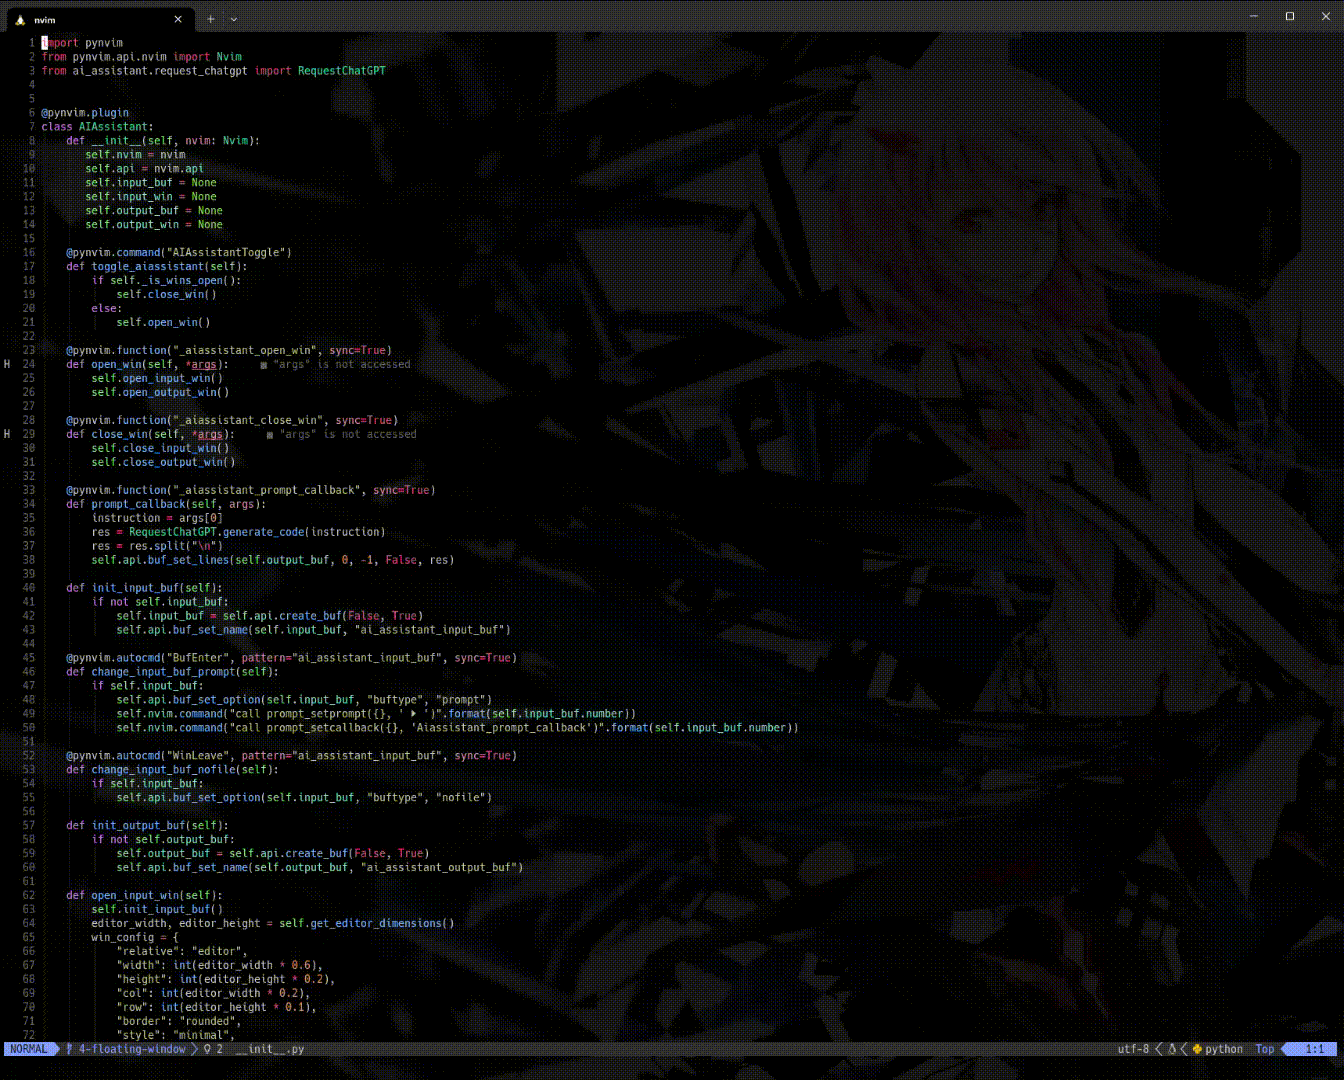 nvim
1 import pynvim
2 from pynvim.api.nvim import Nvim
3 from ai_assistant.request_chatgpt import RequestChatGPT
4
5
6 @pynvim.plugin
7 class AIAssistant:
8     def __init__(self, nvim: Nvim):
9         self.nvim = nvim
10         self.api = nvim.api
11         self.input_buf = None
12         self.input_win = None
13         self.output_buf = None
14         self.output_win = None
15
16     @pynvim.command("AIAssistantToggle")
17     def toggle_aiassistant(self):
18         if self._is_wins_open():
19             self.close_win()
20         else:
21             self.open_win()
22
23     @pynvim.function("_aiassistant_open_win", sync=True)
H 24     def open_win(self, *args):     ■ "args" is not accessed
25         self.open_input_win()
26         self.open_output_win()
27
28     @pynvim.function("_aiassistant_close_win", sync=True)
H 29     def close_win(self, *args):     ■ "args" is not accessed
30         self.close_input_win()
31         self.close_output_win()
32
33     @pynvim.function("_aiassistant_prompt_callback", sync=True)
34     def prompt_callback(self, args):
35         instruction = args[0]
36         res = RequestChatGPT.generate_code(instruction)
37         res = res.split("\n")
38         self.api.buf_set_lines(self.output_buf, 0, -1, False, res)
39
40     def init_input_buf(self):
41         if not self.input_buf:
42             self.input_buf = self.api.create_buf(False, True)
43             self.api.buf_set_name(self.input_buf, "ai_assistant_input_buf")
44
45     @pynvim.autocmd("BufEnter", pattern="ai_assistant_input_buf", sync=True)
46     def change_input_buf_prompt(self):
47         if self.input_buf:
48             self.api.buf_set_option(self.input_buf, "buftype", "prompt")
49             self.nvim.command("call prompt_setprompt({}, ' ▶ ')".format(self.input_buf.number))
50             self.nvim.command("call prompt_setcallback({}, 'Aiassistant_prompt_callback')".format(self.input_buf.number))
51
52     @pynvim.autocmd("WinLeave", pattern="ai_assistant_input_buf", sync=True)
53     def change_input_buf_nofile(self):
54         if self.input_buf:
55             self.api.buf_set_option(self.input_buf, "buftype", "nofile")
56
57     def init_output_buf(self):
58         if not self.output_buf:
59             self.output_buf = self.api.create_buf(False, True)
60             self.api.buf_set_name(self.output_buf, "ai_assistant_output_buf")
61
62     def open_input_win(self):
63         self.init_input_buf()
64         editor_width, editor_height = self.get_editor_dimensions()
65         win_config = {
66             "relative": "editor",
67             "width": int(editor_width * 0.6),
68             "height": int(editor_height * 0.2),
69             "col": int(editor_width * 0.2),
70             "row": int(editor_height * 0.1),
71             "border": "rounded",
72             "style": "minimal",
NORMAL 4-floating-window 2 __init__.py utf-8 python Top 1:1